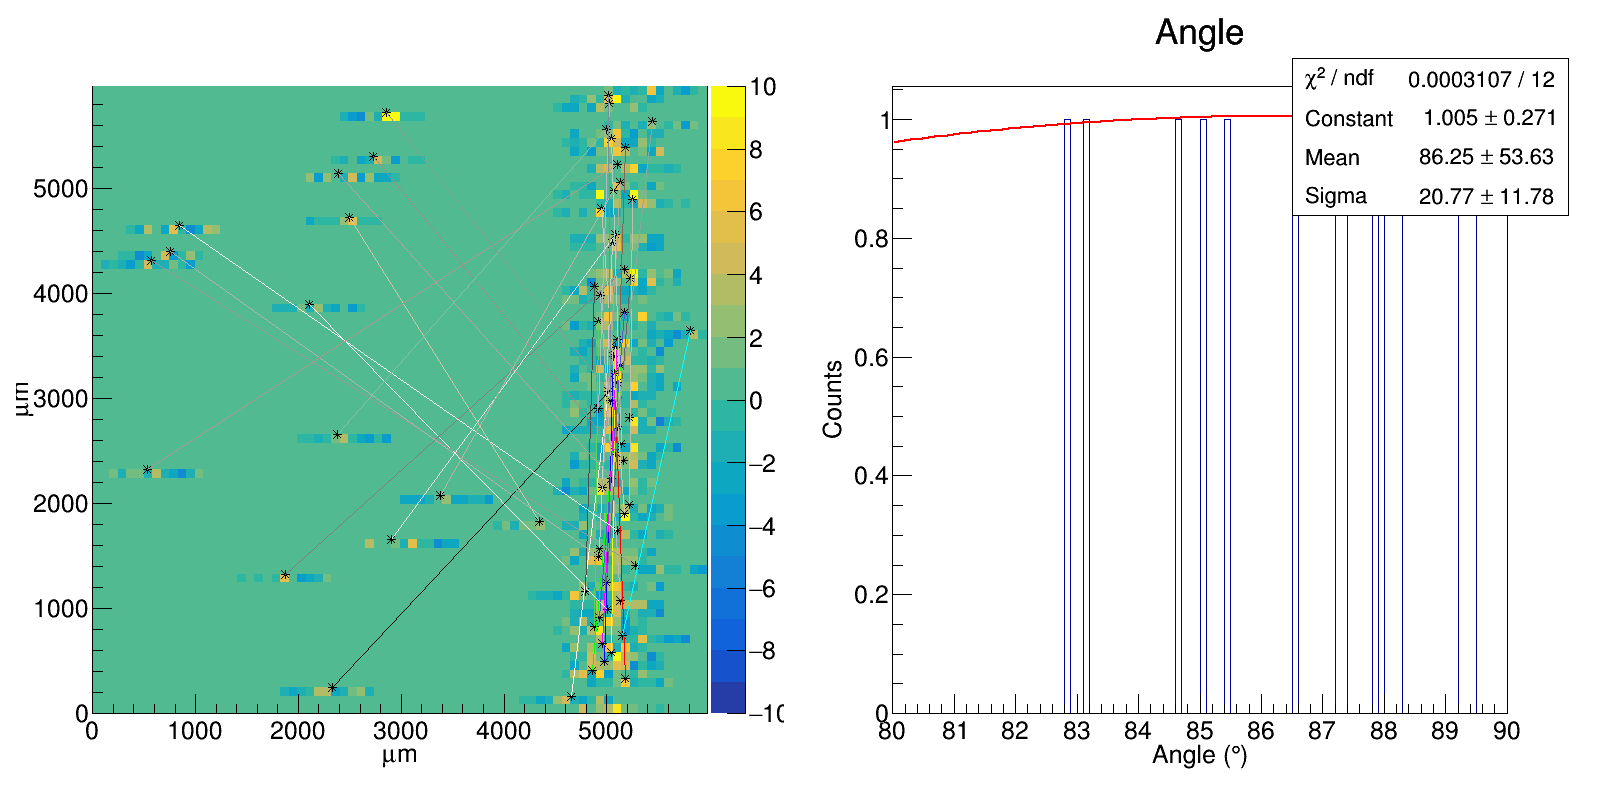 Angle
χ² / ndf 0.0003107 / 12
Constant 1.005 ± 0.271
Mean 86.25 ± 53.63
Sigma 20.77 ± 11.78
10
8
6
4
2
0
−2
−4
−6
−8
−10
5000
4000
3000
2000
1000
0
μm
0 1000 2000 3000 4000 5000
μm
1
0.8
0.6
0.4
0.2
0
Counts
80 81 82 83 84 85 86 87 88 89 90
Angle (°)